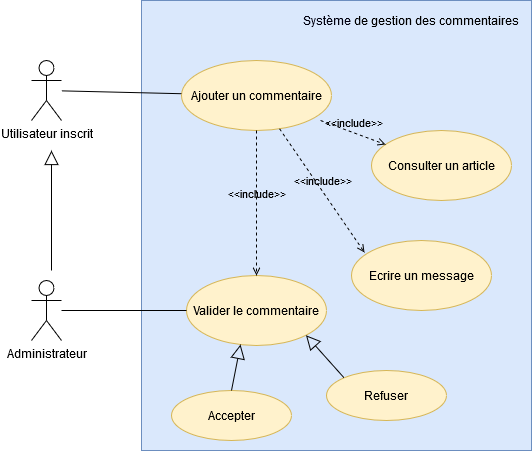 Système de gestion des commentaires
Ajouter un commentaire
Utilisateur inscrit
<<include>>
Consulter un article
<<include>>
<<include>>
Ecrire un message
Valider le commentaire
Administrateur
Refuser
Accepter